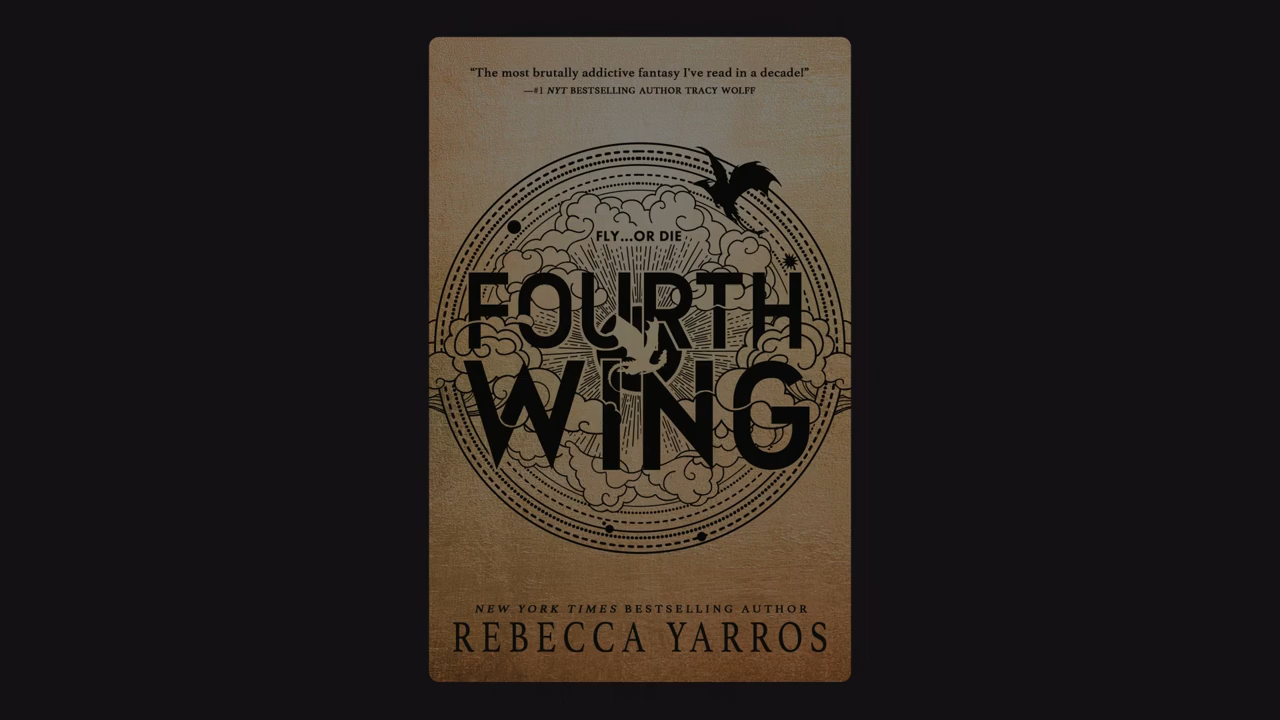 “The most brutally addictive fantasy I've read in a decade!”
—#1 NYT BESTSELLING AUTHOR TRACY WOLFF
FLY...OR DIE
FOURTH
WING
NEW YORK TIMES BESTSELLING AUTHOR
REBECCA YARROS